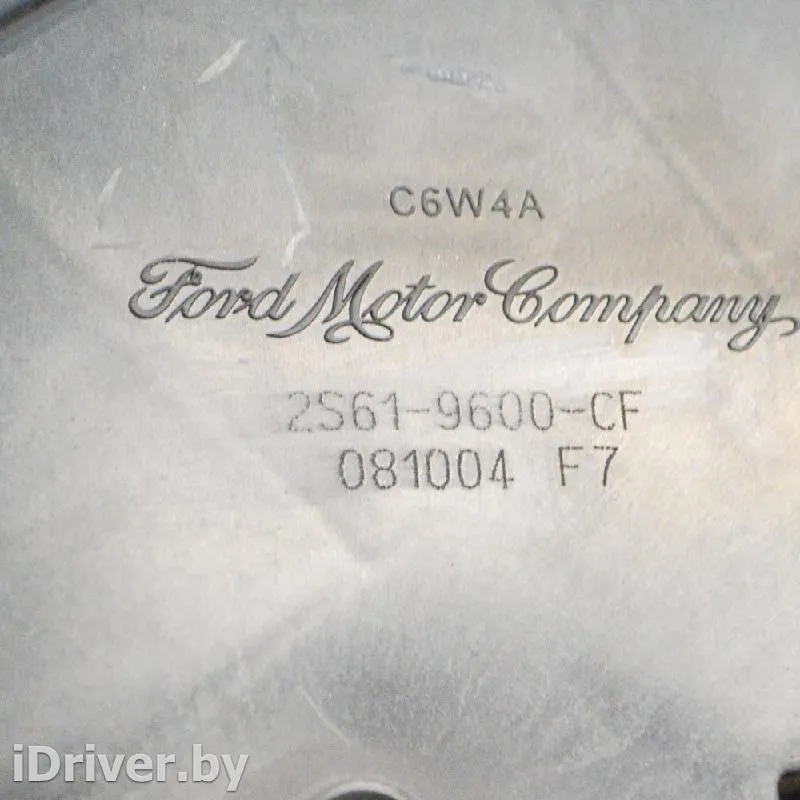 C6W4A
Ford Motor Company
2S61-9600-CF
081004 F7
iDriver.by